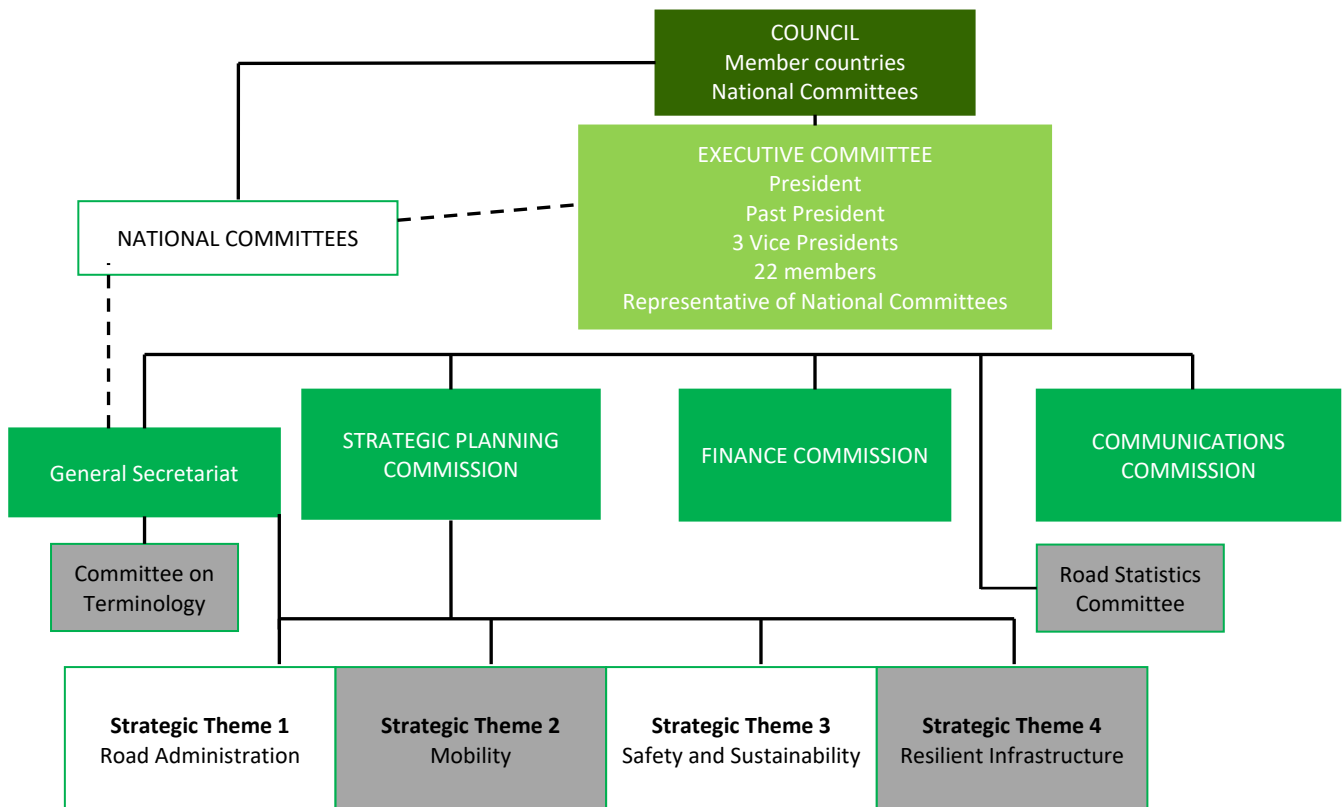 COUNCIL
Member countries
National Committees
EXECUTIVE COMMITTEE
President
Past President
3 Vice Presidents
22 members
Representative of National Committees
NATIONAL COMMITTEES
General Secretariat
STRATEGIC PLANNING
COMMISSION
FINANCE COMMISSION
COMMUNICATIONS
COMMISSION
Committee on
Terminology
Road Statistics
Committee
Strategic Theme 1
Road Administration
Strategic Theme 2
Mobility
Strategic Theme 3
Safety and Sustainability
Strategic Theme 4
Resilient Infrastructure